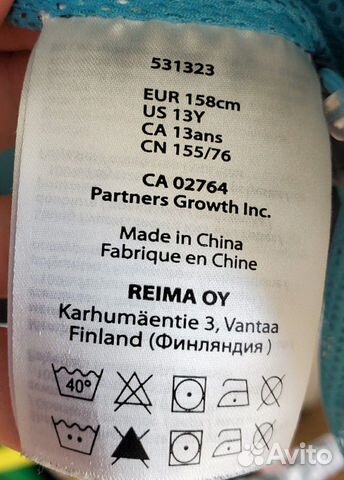 531323
EUR 158cm
US 13Y
CA 13ans
CN 155/76
CA 02764
Partners Growth Inc.
Made in China
Fabrique en Chine
REIMA OY
Karhumäentie 3, Vantaa
Finland (Финляндия )
40°
Avito